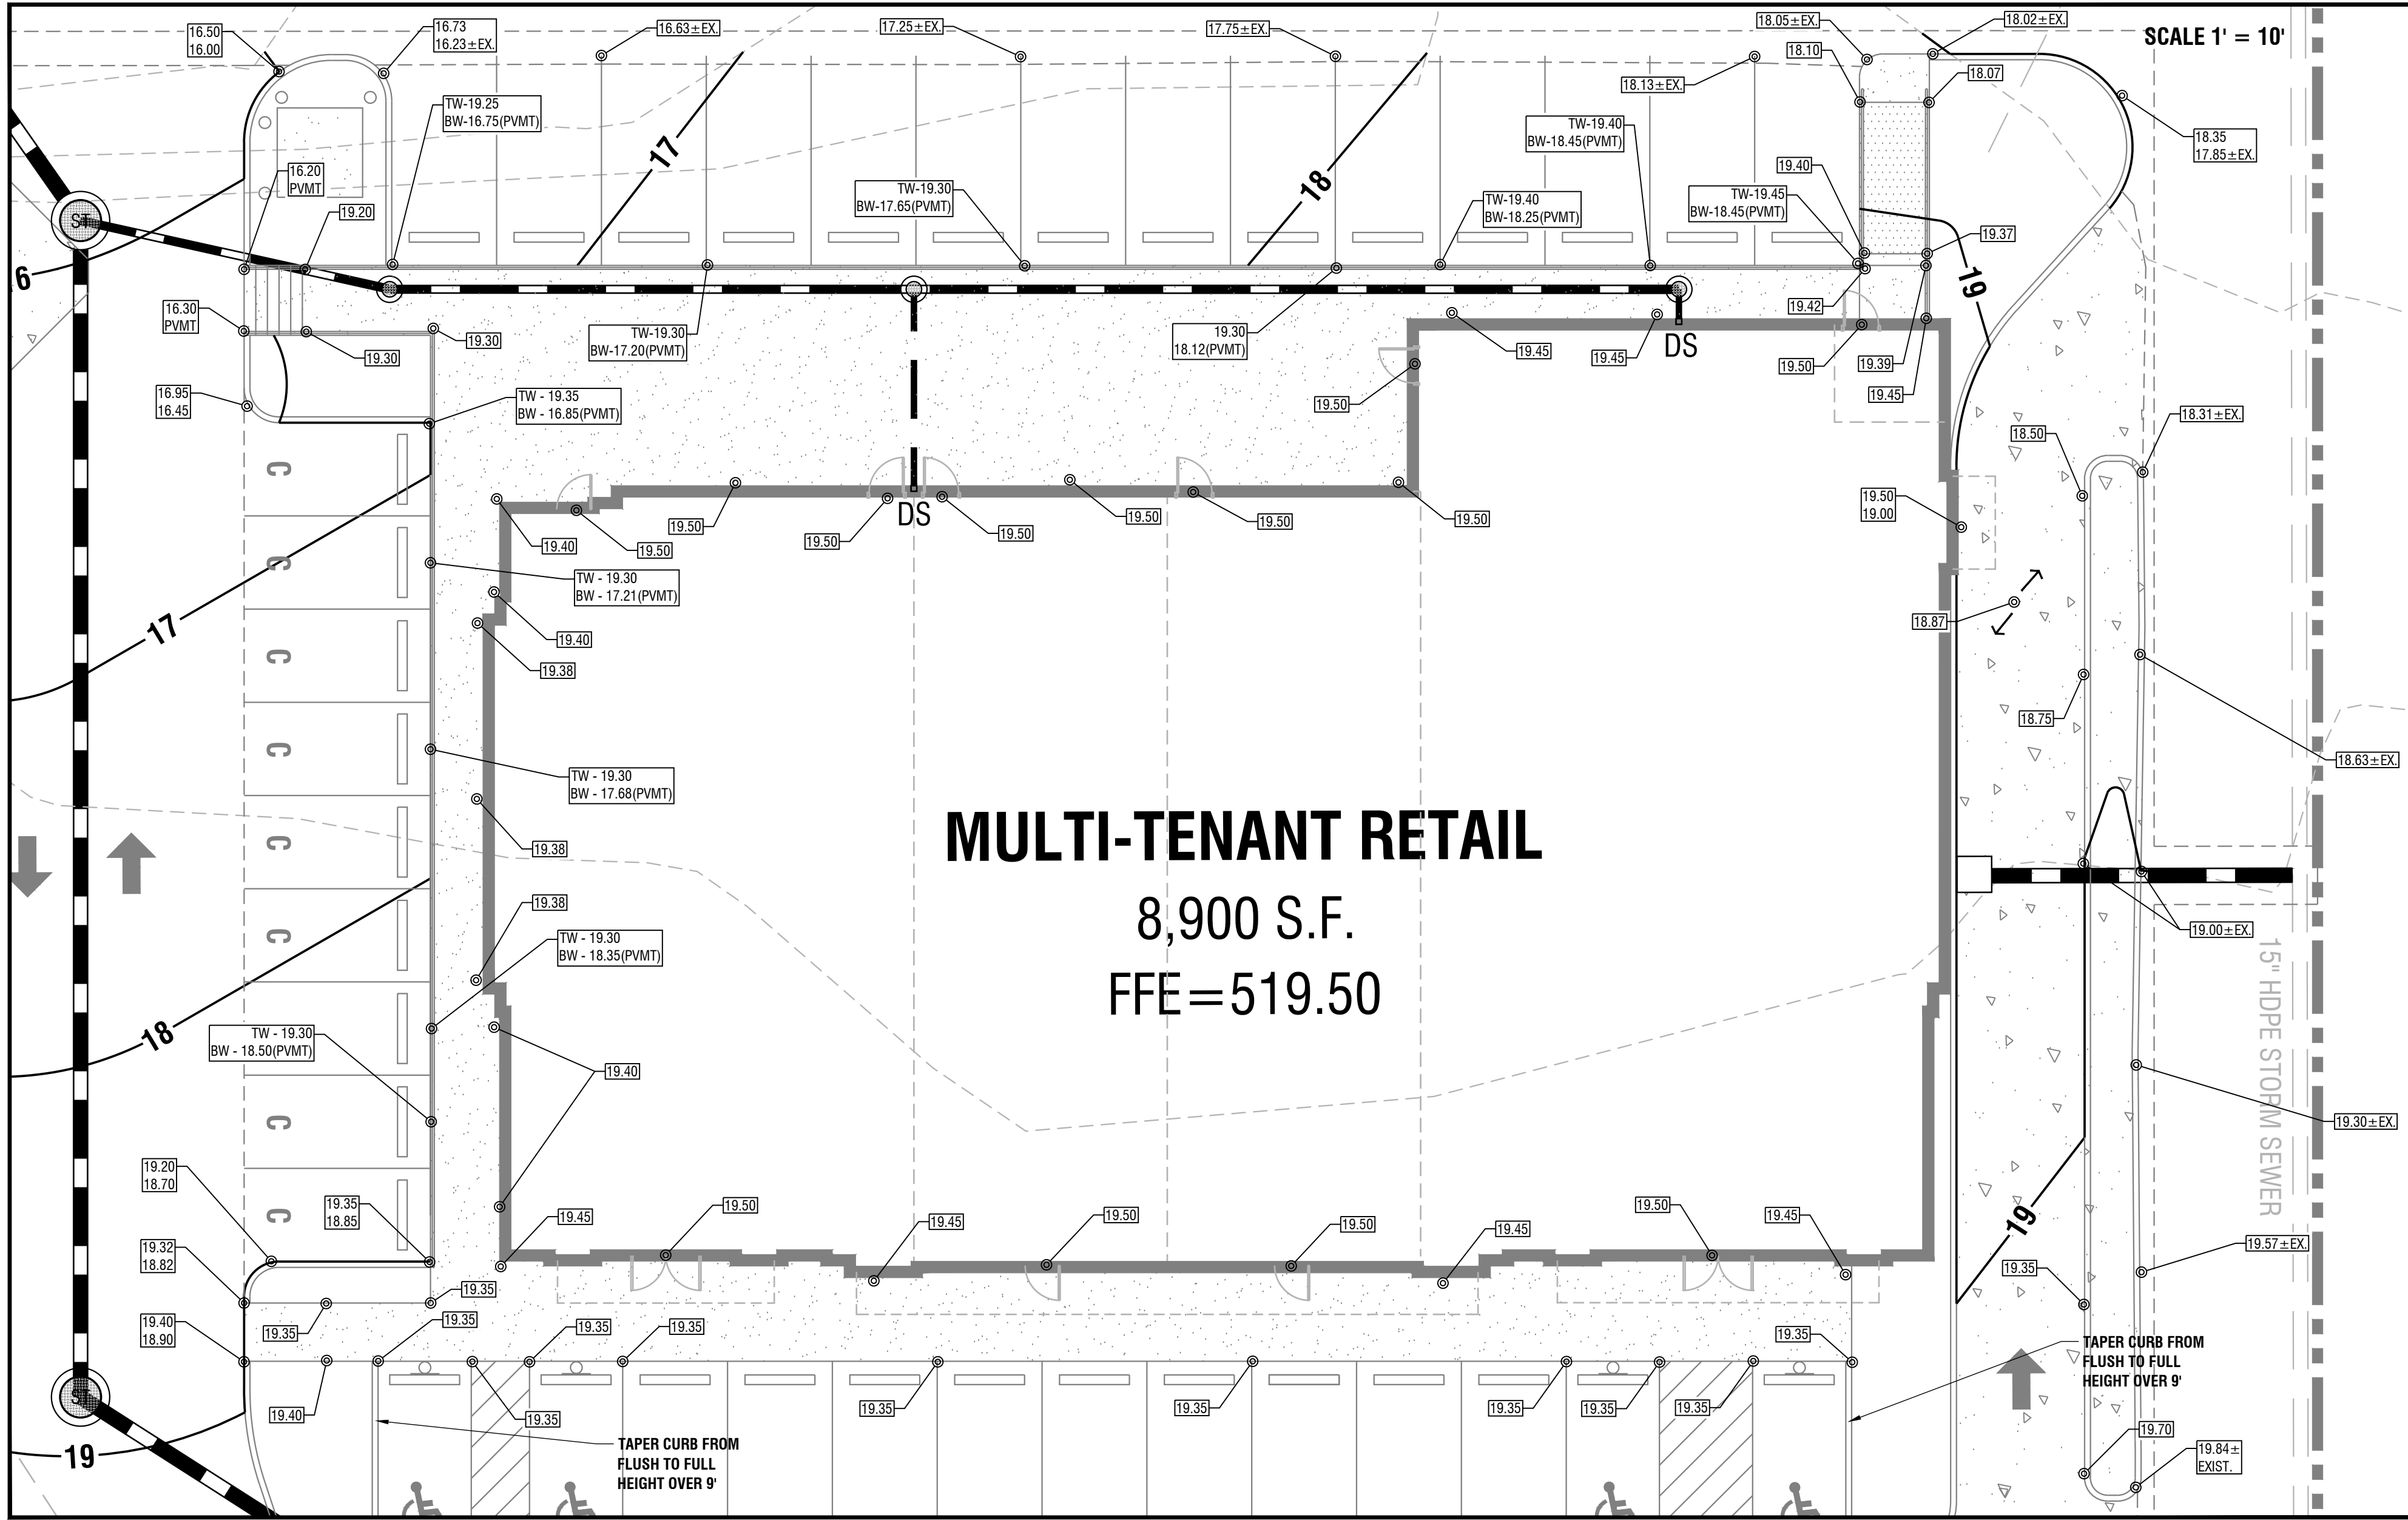 16.50
16.00
16.73
16.23±EX.
16.63±EX.
17.25±EX.
17.75±EX.
18.05±EX.
18.02±EX.
SCALE 1' = 10'
18.10
18.07
18.13±EX.
TW-19.25
BW-16.75(PVMT)
17
TW-19.40
BW-18.45(PVMT)
18.35
17.85±EX.
16.20
PVMT
19.40
18
TW-19.30
BW-17.65(PVMT)
TW-19.40
BW-18.25(PVMT)
TW-19.45
BW-18.45(PVMT)
19.20
ST
19.37
6
19
16.30
PVMT
19.30
19.30
TW-19.30
BW-17.20(PVMT)
19.30
18.12(PVMT)
19.42
19.45
19.45
DS
19.50
19.39
19.45
16.95
16.45
TW - 19.35
BW - 16.85(PVMT)
19.50
18.31±EX.
18.50
C
19.50
19.00
DS
19.50
19.50
19.50
19.50
19.50
19.50
19.40
19.50
C
TW - 19.30
BW - 17.21(PVMT)
17
18.87
19.40
C
19.38
18.75
C
18.63±EX.
TW - 19.30
BW - 17.68(PVMT)
MULTI-TENANT RETAIL
8,900 S.F.
FFE=519.50
C
19.38
19.38
C
TW - 19.30
BW - 18.35(PVMT)
19.00±EX.
15" HDPE STORM SEWER
18
TW - 19.30
BW - 18.50(PVMT)
19.40
C
19.30±EX.
19.20
18.70
19.35
18.85
C
19.50
19.45
19.45
19.50
19.50
19.45
19.50
19.45
19
19.32
18.82
19.57±EX.
19.35
19.35
19.40
18.90
19.35
19.35
19.35
19.35
19.35
TAPER CURB FROM
FLUSH TO FULL
HEIGHT OVER 9'
ST
19.40
19.35
19.35
19.35
19.35
19.35
19.35
19.70
TAPER CURB FROM
FLUSH TO FULL
HEIGHT OVER 9'
19
19.84±
EXIST.